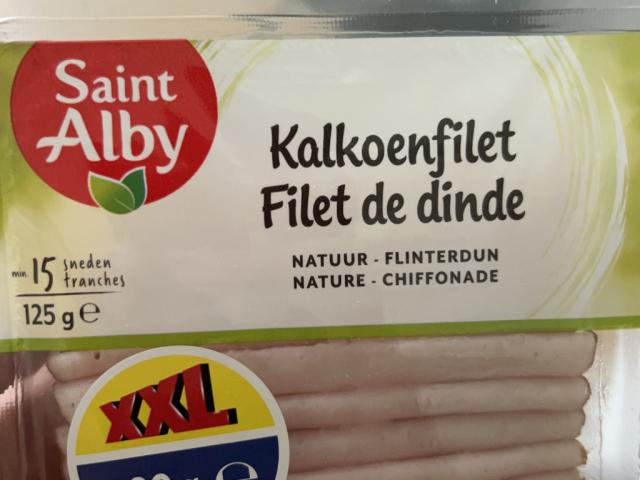 Saint
Alby
Kalkoenfilet
Filet de dinde
NATUUR - FLINTERDUN
NATURE - CHIFFONADE
min. 15 sneden
tranches
125 g ℮
XXL